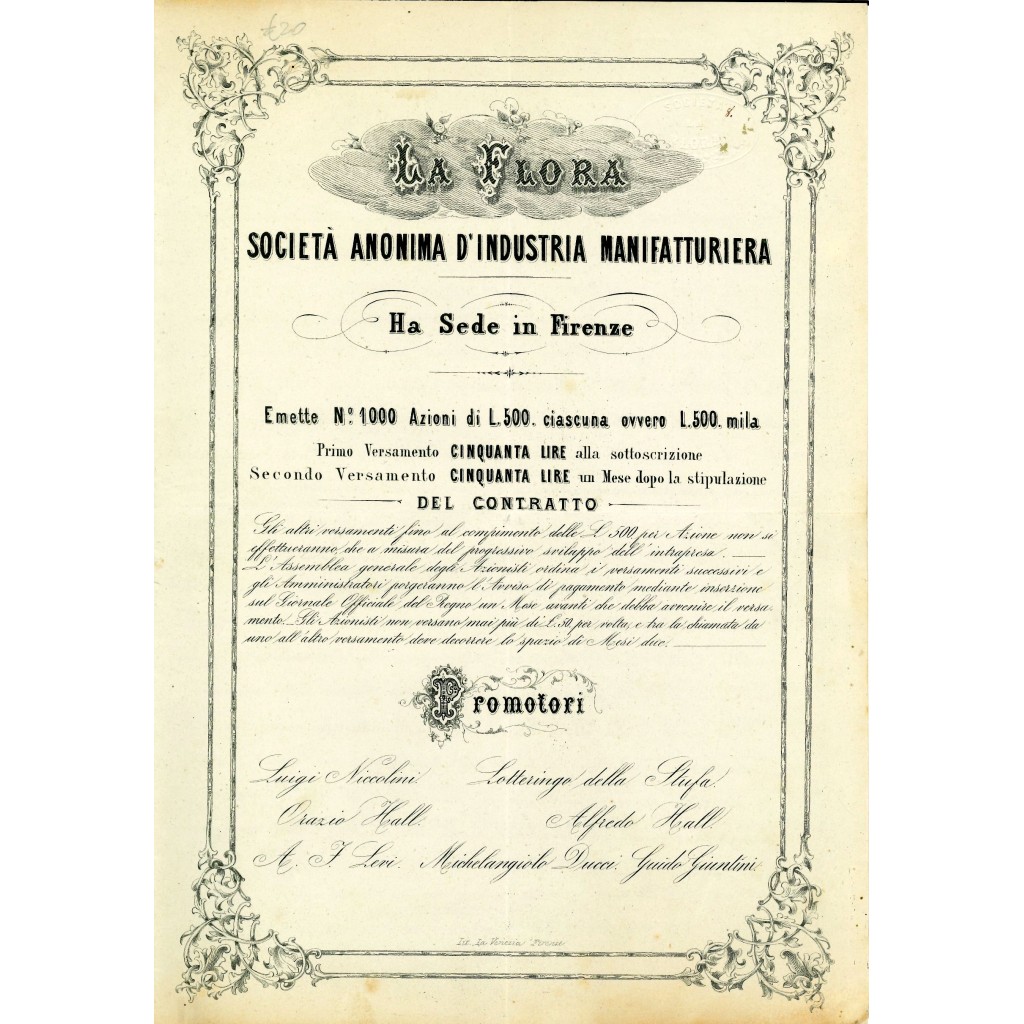 £20
8.
LA FLORA
SOCIETÀ ANONIMA D'INDUSTRIA MANIFATTURIERA
Ha Sede in Firenze
Emette N.º 1000 Azioni di L. 500. ciascuna ovvero L. 500. mila
Primo Versamento CINQUANTA LIRE alla sottoscrizione
Secondo Versamento CINQUANTA LIRE un Mese dopo la stipulazione
DEL CONTRATTO
Gli altri versamenti fino al compimento delle L 500, per Azione non si
effettueranno, che a misura del progressivo sviluppo dell' intrapresa.
L'Assemblea generale degli Azionisti ordina i versamenti successivi e
gli Amministratori porgeranno l'Avviso di pagamento mediante inserzione
sul Giornale Officiale del Regno un Mese avanti che debba avvenire il versa-
mento. Gli Azionisti non versano mai più di L. 50, per volta, e tra la chiamata da
uno all'altro versamento deve decorrere lo spazio di Mesi due.
Promotori
Luigi Niccolini. Lotteringo della Stufa.
Orazio Hall. Alfredo Hall.
A. J. Levi. Michelangiolo Ducci. Guido Giuntini.
Lit. La Venezia Firenze